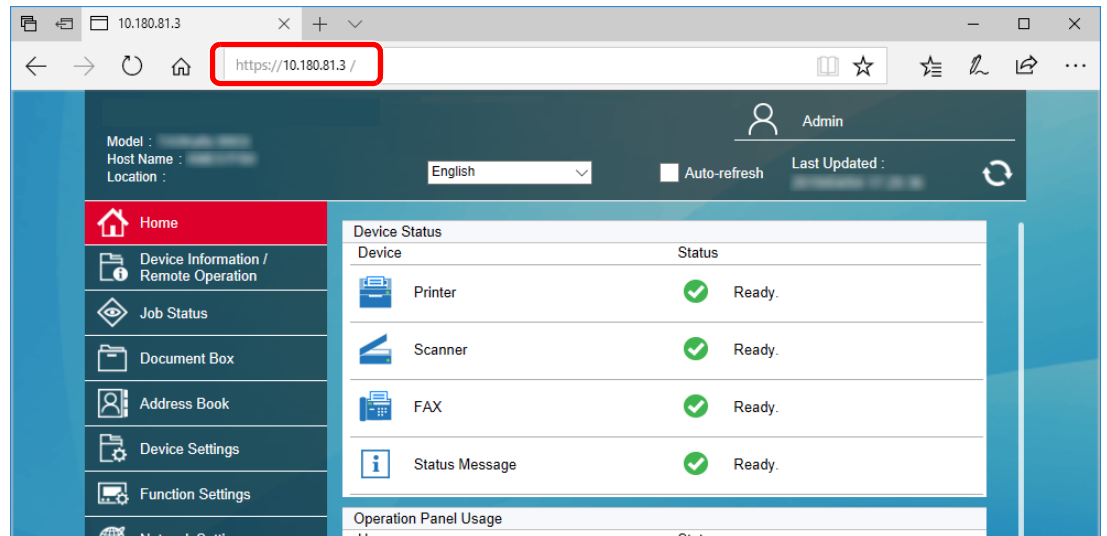 10.180.81.3
https://10.180.81.3 /
Admin
Model :
Host Name :
Location :
English
Auto-refresh
Last Updated :
Home
Device Information /
Remote Operation
Job Status
Document Box
Address Book
Device Settings
Function Settings
Device Status
Device Status
Printer Ready.
Scanner Ready.
FAX Ready.
Status Message Ready.
Operation Panel Usage